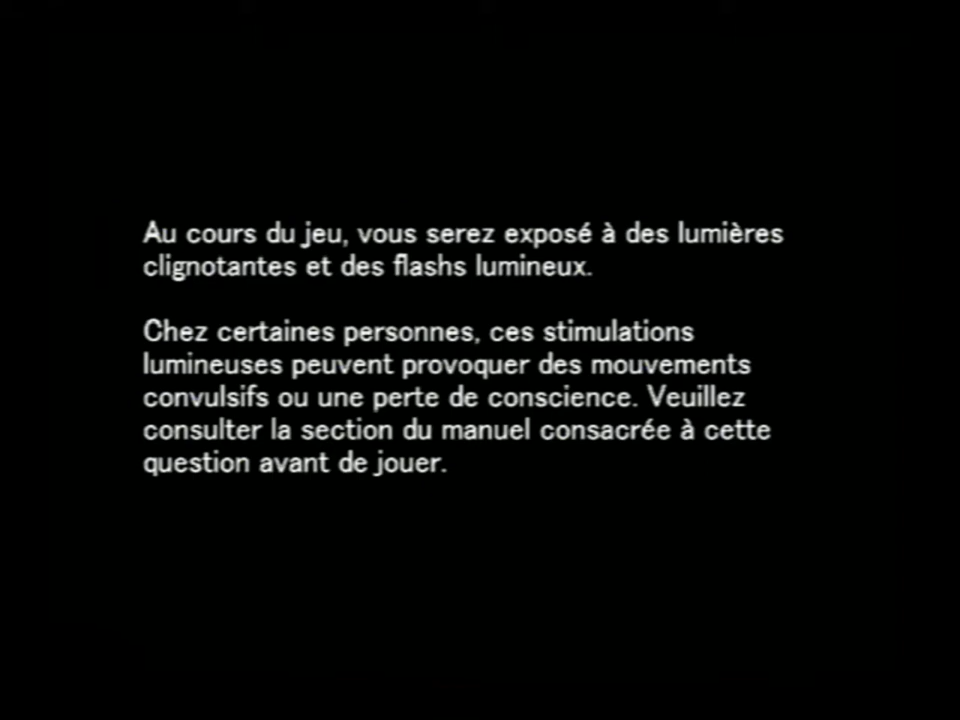 Au cours du jeu, vous serez exposé à des lumières
clignotantes et des flashs lumineux.
Chez certaines personnes, ces stimulations
lumineuses peuvent provoquer des mouvements
convulsifs ou une perte de conscience. Veuillez
consulter la section du manuel consacrée à cette
question avant de jouer.